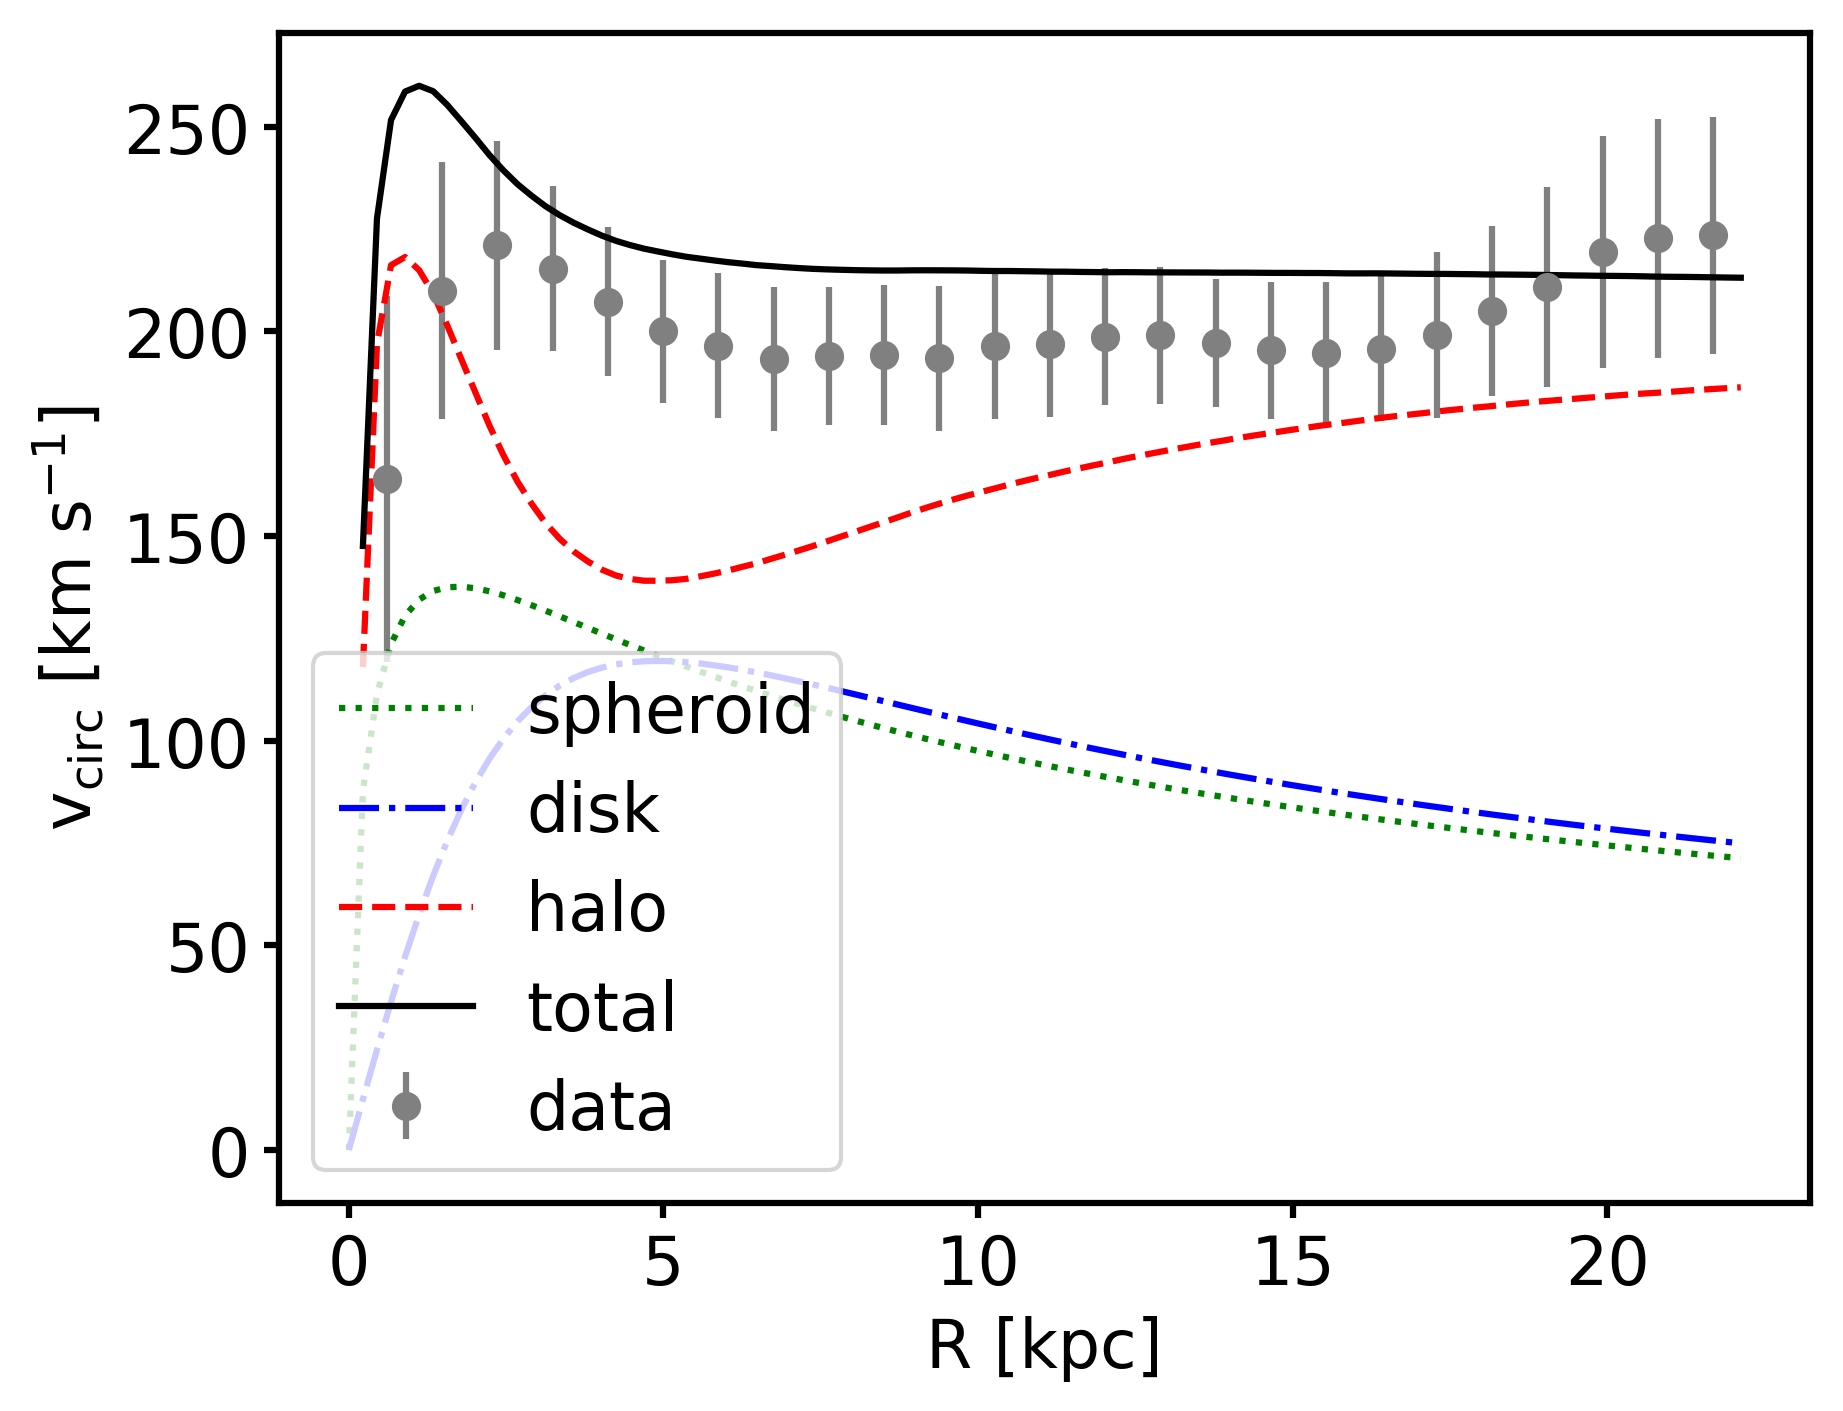 250
200
150
100
50
0
v_circ [km s⁻¹]
spheroid
disk
halo
total
data
0 5 10 15 20
R [kpc]